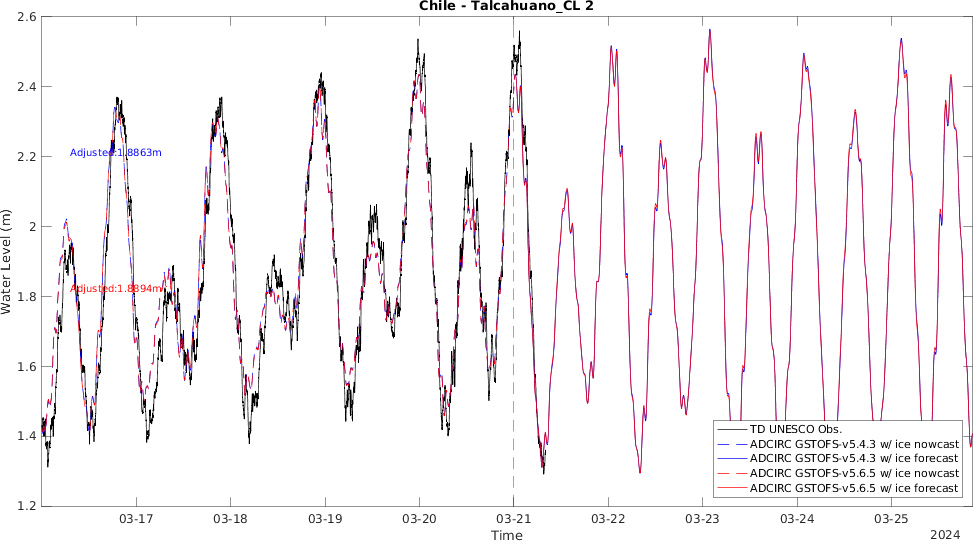 Chile - Talcahuano_CL 2
2.6
2.4
2.2
2
1.8
1.6
1.4
1.2
Water Level (m)
Adjusted:1.8863m
Adjusted:1.8894m
TD UNESCO Obs.
ADCIRC GSTOFS-v5.4.3 w/ ice nowcast
ADCIRC GSTOFS-v5.4.3 w/ ice forecast
ADCIRC GSTOFS-v5.6.5 w/ ice nowcast
ADCIRC GSTOFS-v5.6.5 w/ ice forecast
03-17 03-18 03-19 03-20 03-21 03-22 03-23 03-24 03-25
Time
2024